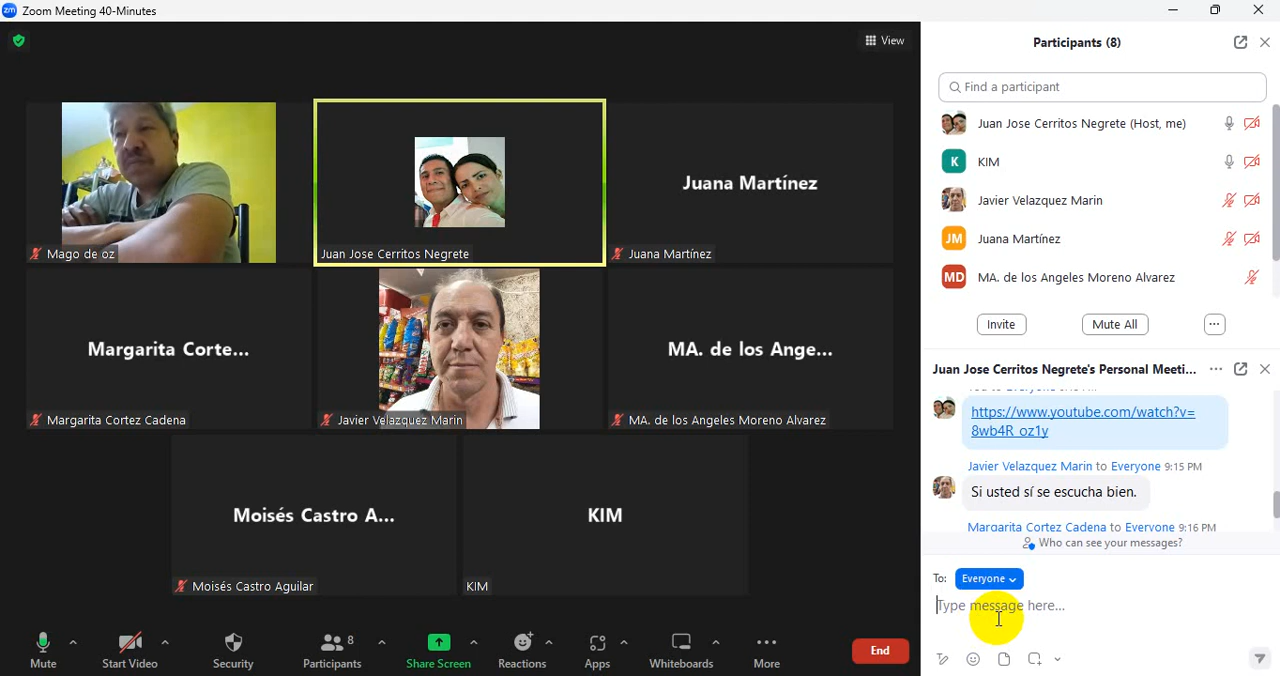 zm Zoom Meeting 40-Minutes
View
Mago de oz
Juan Jose Cerritos Negrete
Juana Martínez
Juana Martínez
Margarita Corte...
Margarita Cortez Cadena
Javier Velazquez Marin
MA. de los Ange...
MA. de los Angeles Moreno Alvarez
Moisés Castro A...
Moisés Castro Aguilar
KIM
KIM
Mute
Start Video
Security
8
Participants
Share Screen
Reactions
Apps
Whiteboards
More
End
Participants (8)
Find a participant
Juan Jose Cerritos Negrete (Host, me)
K KIM
Javier Velazquez Marin
JM Juana Martínez
MD MA. de los Angeles Moreno Alvarez
Invite
Mute All
...
Juan Jose Cerritos Negrete's Personal Meeti... ...
https://www.youtube.com/watch?v=
8wb4R_oz1y
Javier Velazquez Marin to Everyone 9:15 PM
Si usted sí se escucha bien.
Margarita Cortez Cadena to Everyone 9:16 PM
Who can see your messages?
To: Everyone
Type message here...